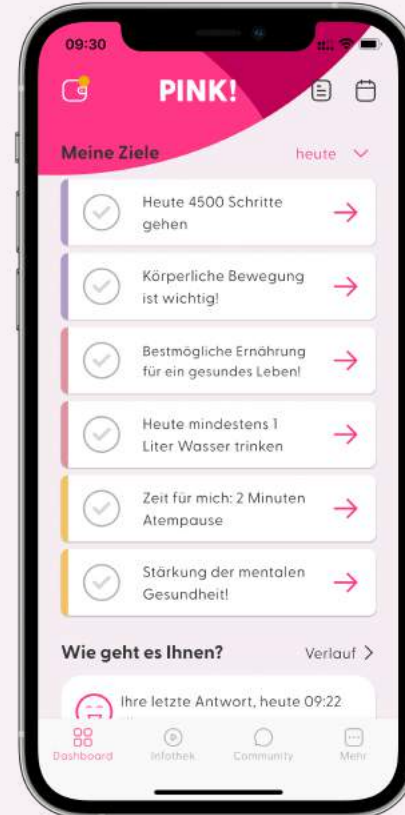 09:30
PINK!
Meine Ziele
heute
Heute 4500 Schritte
gehen
Körperliche Bewegung
ist wichtig!
Bestmögliche Ernährung
für ein gesundes Leben!
Heute mindestens 1
Liter Wasser trinken
Zeit für mich: 2 Minuten
Atempause
Stärkung der mentalen
Gesundheit!
Wie geht es Ihnen?
Verlauf
Ihre letzte Antwort, heute 09:22
Dashboard
Infothek
Community
Mehr